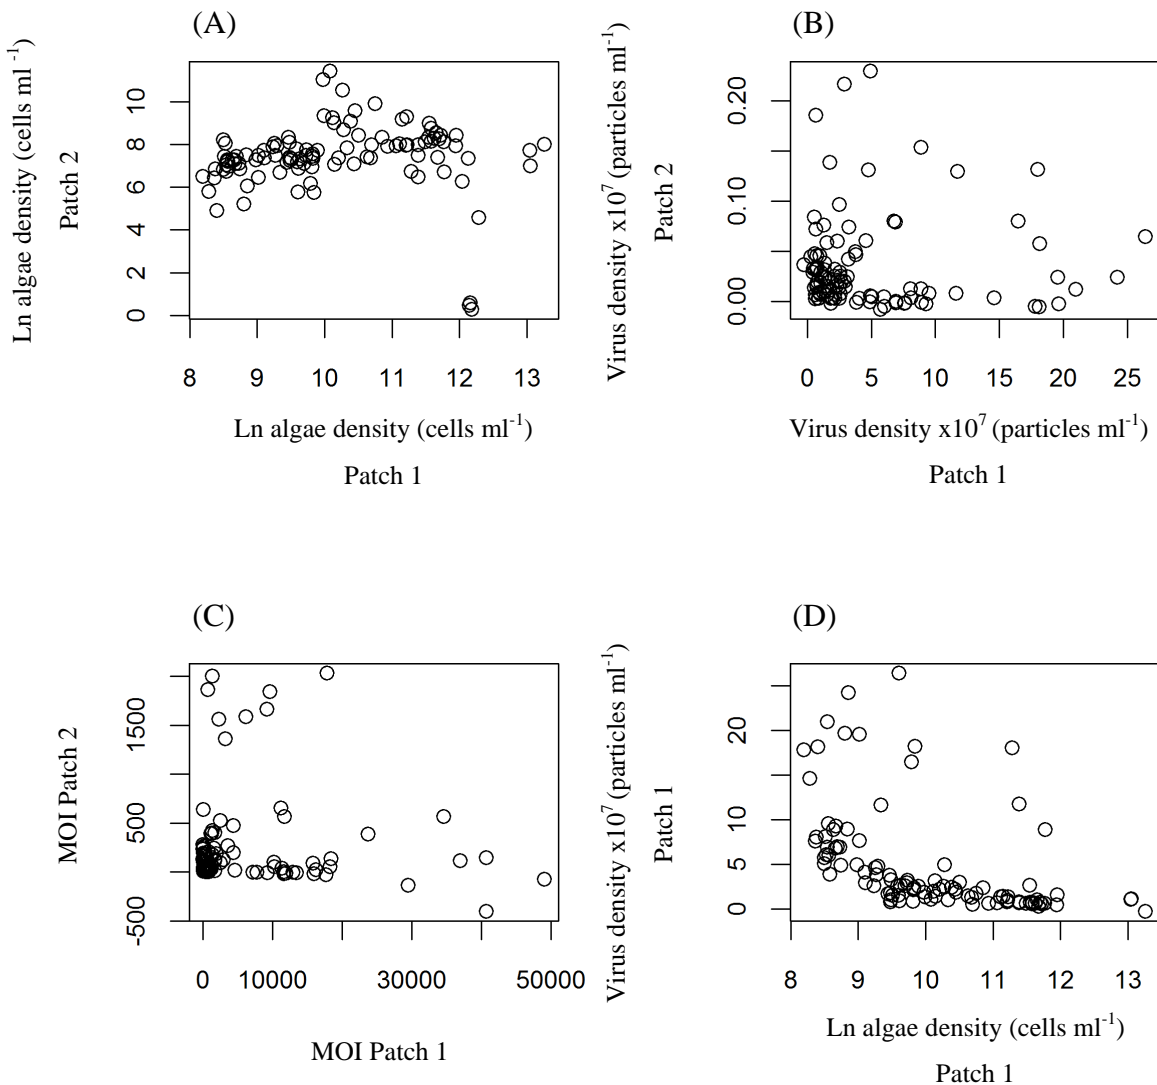 (A)
Ln algae density (cells ml -1)
Patch 2
10
8
6
4
2
0
8 9 10 11 12 13
Ln algae density (cells ml-1)
Patch 1
(B)
Virus density x107 (particles ml-1)
Patch 2
0.20
0.10
0.00
0 5 10 15 20 25
Virus density x107 (particles ml-1)
Patch 1
(C)
MOI Patch 2
1500
500
-500
0 10000 30000 50000
MOI Patch 1
(D)
Virus density x107 (particles ml-1)
Patch 1
20
10
5
0
8 9 10 11 12 13
Ln algae density (cells ml-1)
Patch 1